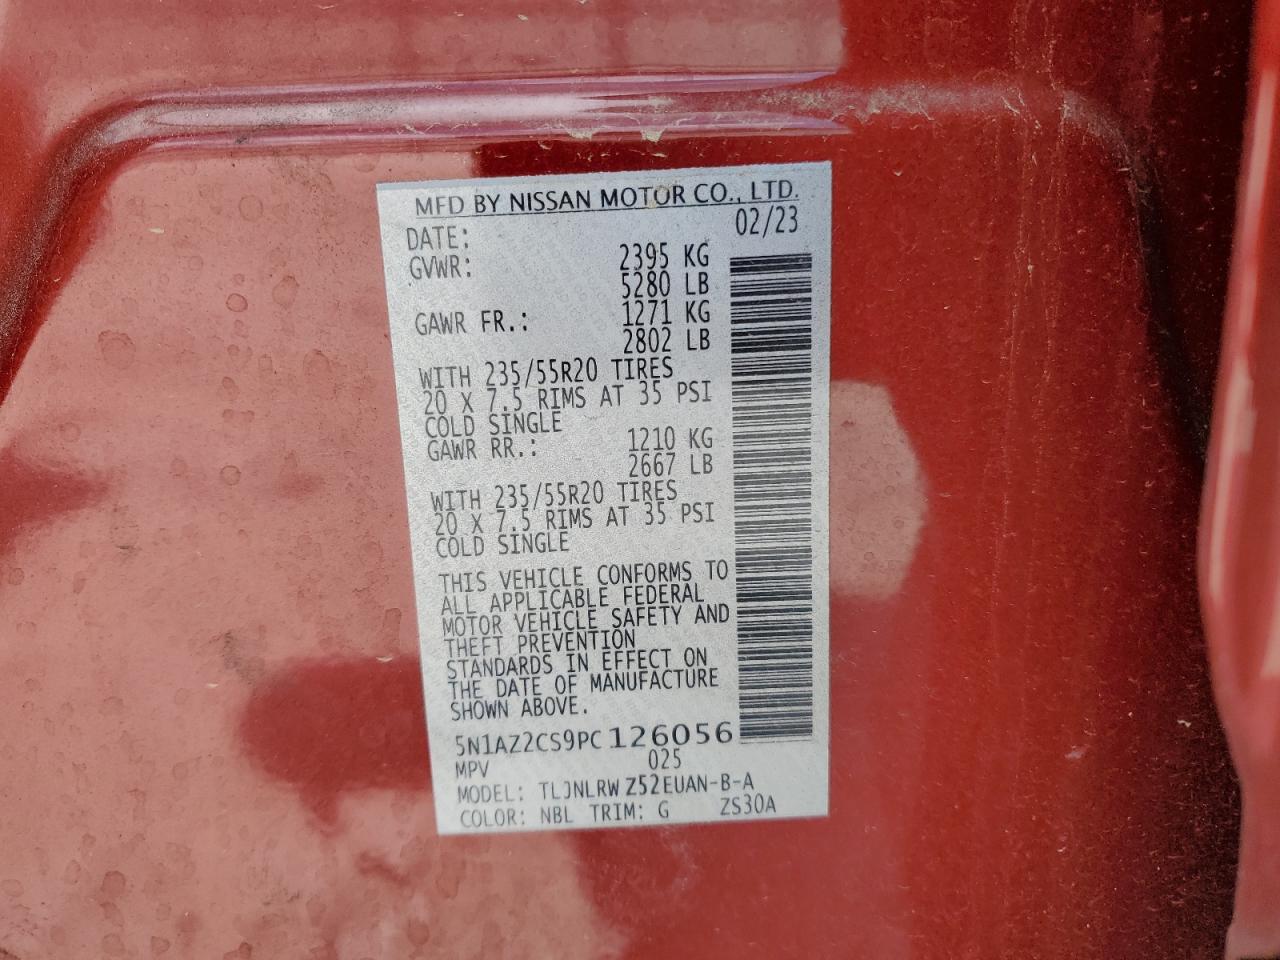 MFD BY NISSAN MOTOR CO., LTD.
DATE: 02/23
GVWR: 2395 KG
5280 LB
GAWR FR.: 1271 KG
2802 LB
WITH 235/55R20 TIRES
20 X 7.5 RIMS AT 35 PSI
COLD SINGLE
GAWR RR.: 1210 KG
2667 LB
WITH 235/55R20 TIRES
20 X 7.5 RIMS AT 35 PSI
COLD SINGLE
THIS VEHICLE CONFORMS TO
ALL APPLICABLE FEDERAL
MOTOR VEHICLE SAFETY AND
THEFT PREVENTION
STANDARDS IN EFFECT ON
THE DATE OF MANUFACTURE
SHOWN ABOVE.
5N1AZ2CS9PC 126056
MPV 025
MODEL: TLJNLRW Z52EUAN-B-A
COLOR: NBL TRIM: G ZS30A